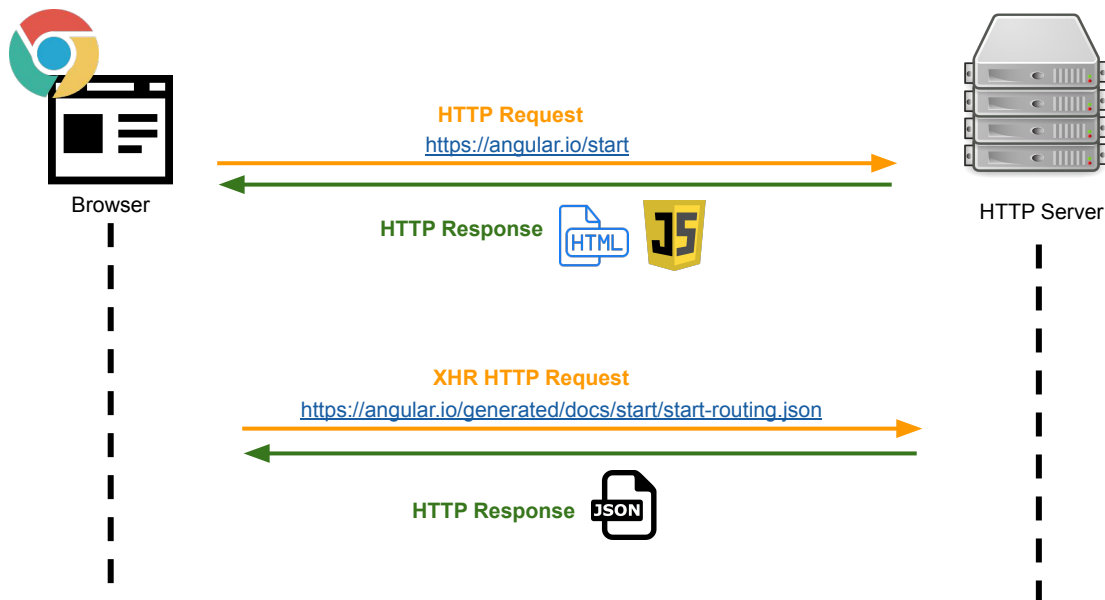 HTTP Request
https://angular.io/start
Browser
HTTP Server
HTTP Response
HTML
JS
XHR HTTP Request
https://angular.io/generated/docs/start/start-routing.json
HTTP Response
JSON